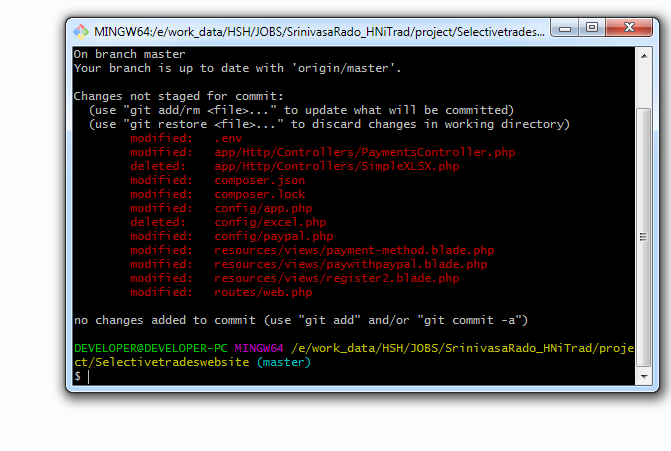 MINGW64:/e/work_data/HSH/JOBS/SrinivasaRado_HNiTrad/project/Selectivetrades...
On branch master
Your branch is up to date with 'origin/master'.
Changes not staged for commit:
(use "git add/rm <file>..." to update what will be committed)
(use "git restore <file>..." to discard changes in working directory)
modified: .env
modified: app/Http/Controllers/PaymentsController.php
deleted: app/Http/Controllers/SimpleXLSX.php
modified: composer.json
modified: composer.lock
modified: config/app.php
deleted: config/excel.php
modified: config/paypal.php
modified: resources/views/payment-method.blade.php
modified: resources/views/paywithpaypal.blade.php
modified: resources/views/register2.blade.php
modified: routes/web.php
no changes added to commit (use "git add" and/or "git commit -a")
DEVELOPER@DEVELOPER-PC MINGW64 /e/work_data/HSH/JOBS/SrinivasaRado_HNiTrad/proje
ct/Selectivetradeswebsite (master)
$